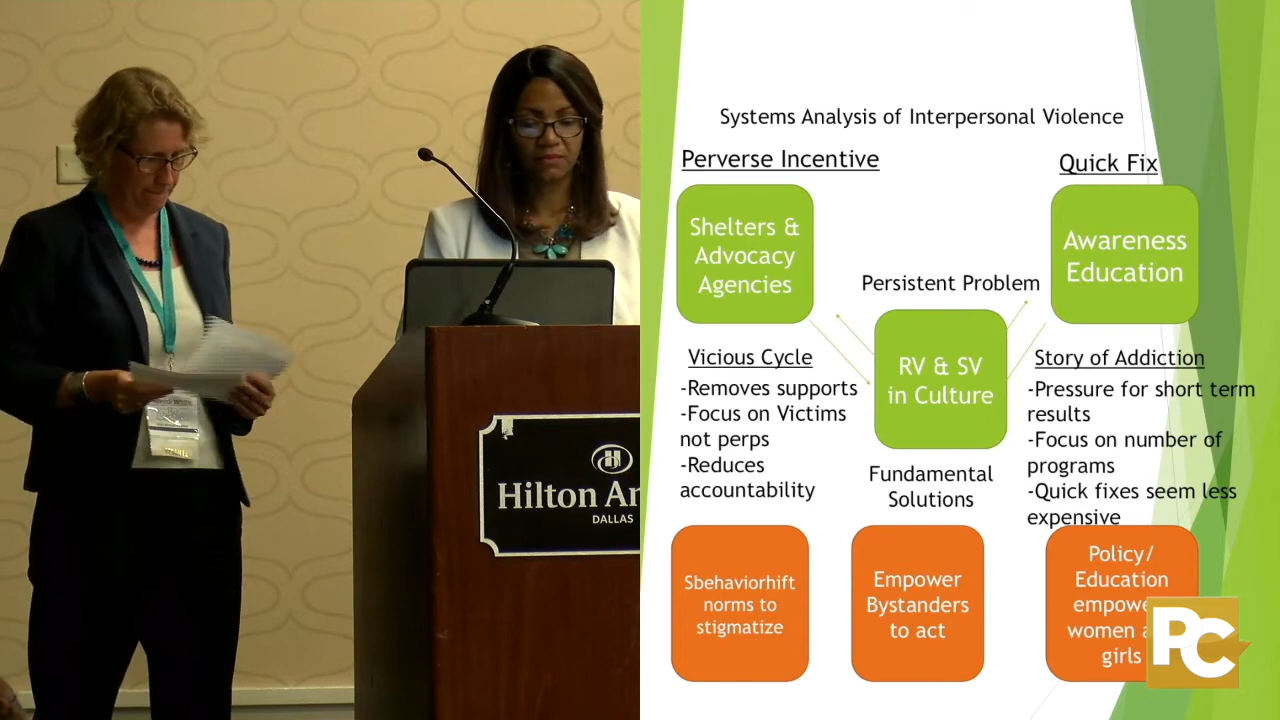 Systems Analysis of Interpersonal Violence
Perverse Incentive
Quick Fix
Shelters &
Advocacy
Agencies
Awareness
Education
Persistent Problem
RV & SV
in Culture
Vicious Cycle
-Removes supports
-Focus on Victims
not perps
-Reduces
accountability
Story of Addiction
-Pressure for short term
results
-Focus on number of
programs
-Quick fixes seem less
expensive
Fundamental
Solutions
Sbehaviorhift
norms to
stigmatize
Empower
Bystanders
to act
Policy/
Education
women
girls
PC
H
Hilton
DALLAS